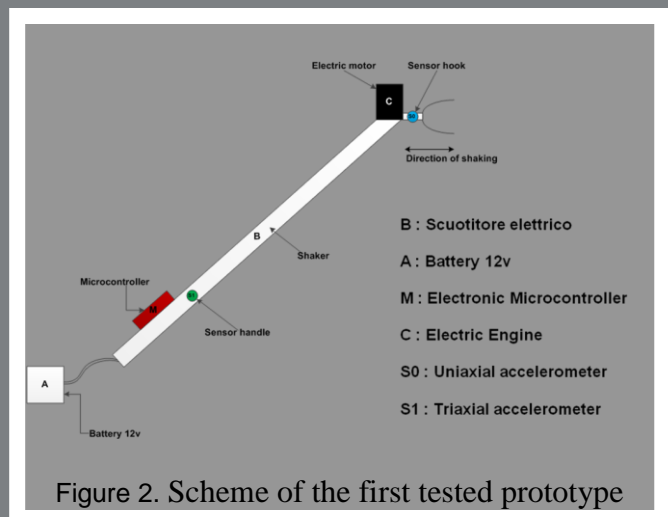 Electric motor
Sensor hook
C
S0
Direction of shaking
B
Shaker
Microcontroller
M
S1
Sensor handle
A
Battery 12v
B : Scuotitore elettrico
A : Battery 12v
M : Electronic Microcontroller
C : Electric Engine
S0 : Uniaxial accelerometer
S1 : Triaxial accelerometer
Figure 2. Scheme of the first tested prototype